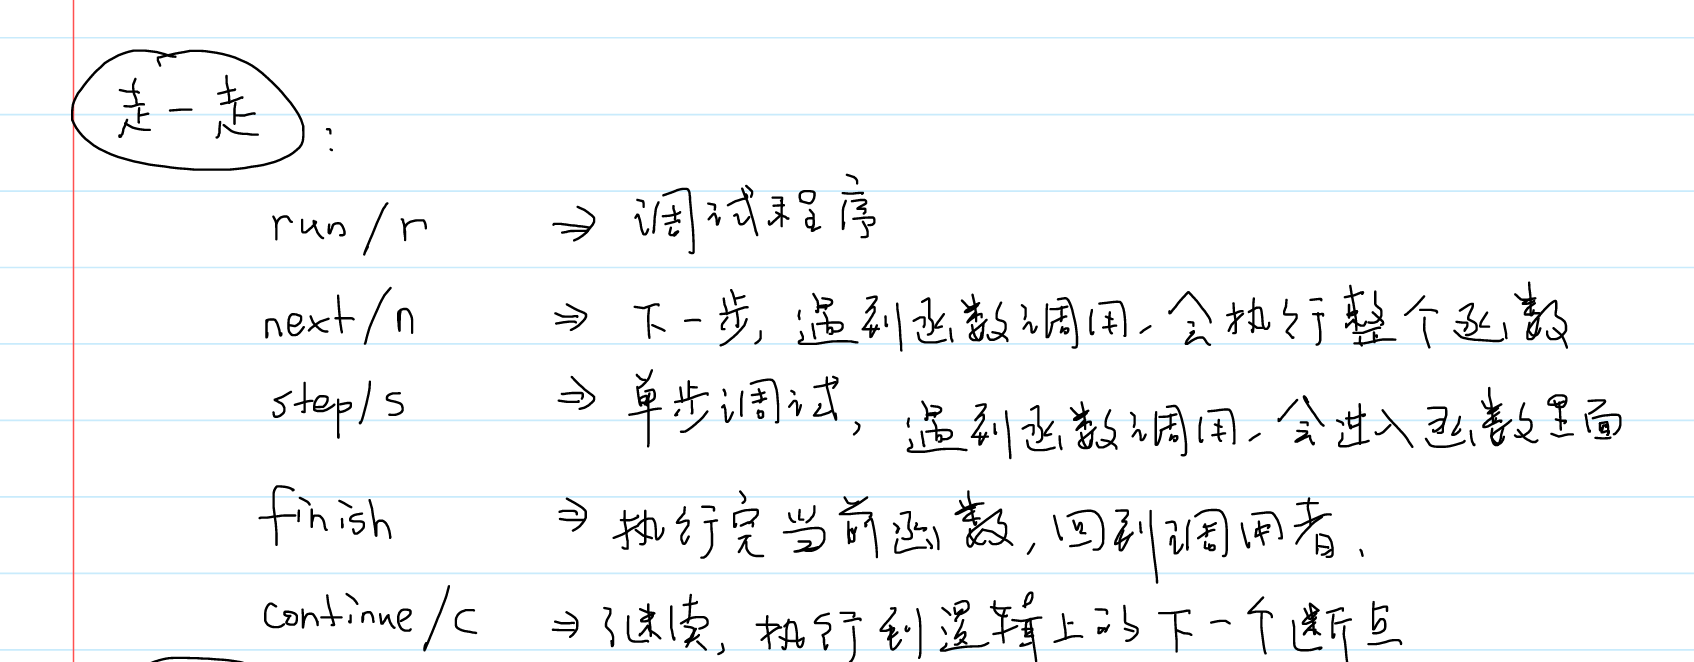 走一走:
run/r ⇒ 调试程序
next/n ⇒ 下一步, 遇到函数调用, 会执行整个函数
step/s ⇒ 单步调试, 遇到函数调用, 会进入函数里面
finish ⇒ 执行完当前函数, 回到调用者.
continue/c ⇒ 继续, 执行到逻辑上的下一个断点